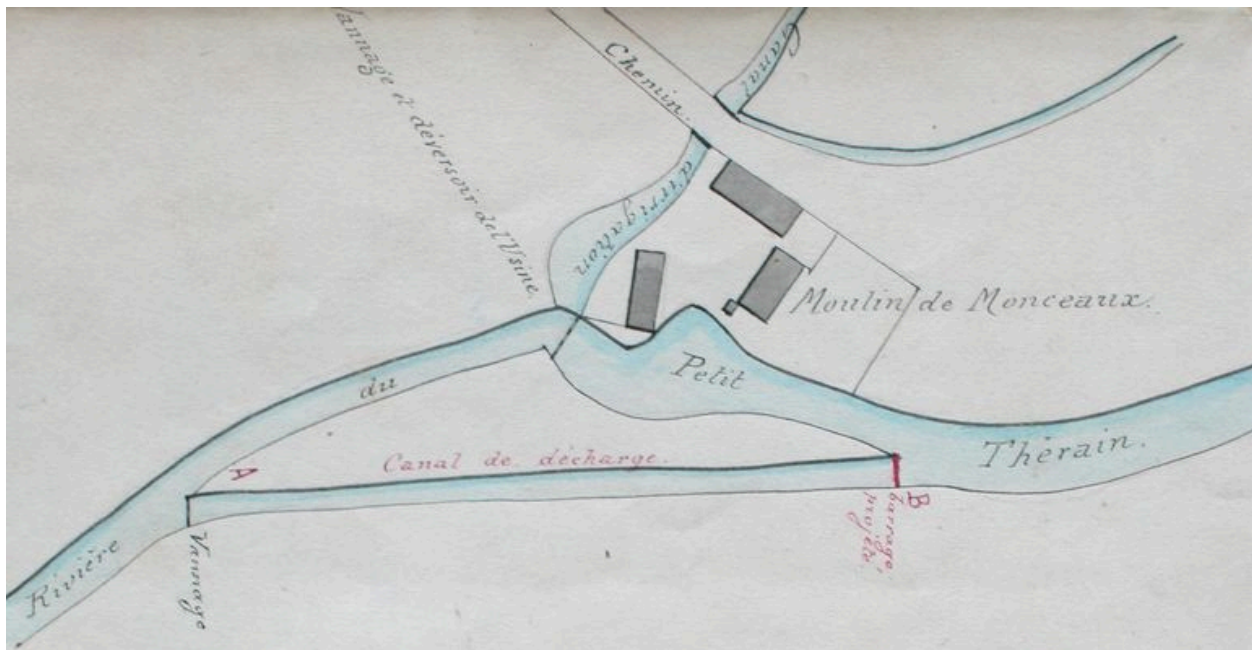 Vannage et déversoir de l'Usine.
Chemin.
Canal
d'irrigation
Moulin de Monceaux.
Petit
du
Thérain.
Canal de décharge.
A
B
barrage
projeté,
Rivière
Vannage